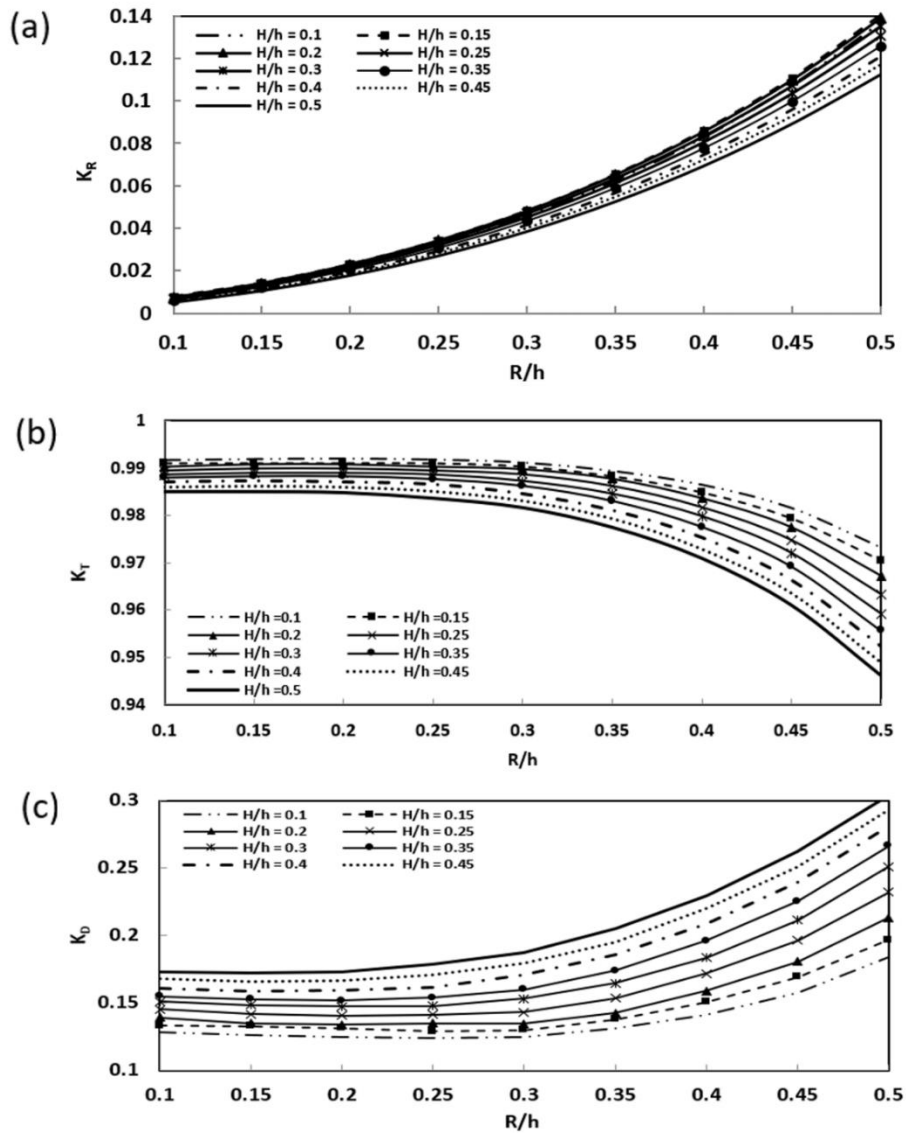 (a)
0.14
0.12
0.1
0.08
0.06
0.04
0.02
0
K_R
H/h = 0.1
H/h = 0.15
H/h = 0.2
H/h = 0.25
H/h = 0.3
H/h = 0.35
H/h = 0.4
H/h = 0.45
H/h = 0.5
0.1 0.15 0.2 0.25 0.3 0.35 0.4 0.45 0.5
R/h
(b)
1
0.99
0.98
0.97
0.96
0.95
0.94
K_T
H/h =0.1
H/h =0.15
H/h =0.2
H/h =0.25
H/h =0.3
H/h =0.35
H/h =0.4
H/h =0.45
H/h =0.5
0.1 0.15 0.2 0.25 0.3 0.35 0.4 0.45 0.5
R/h
(c)
0.3
0.25
0.2
0.15
0.1
K_D
H/h = 0.1
H/h = 0.15
H/h = 0.2
H/h = 0.25
H/h = 0.3
H/h = 0.35
H/h = 0.4
H/h = 0.45
0.1 0.15 0.2 0.25 0.3 0.35 0.4 0.45 0.5
R/h